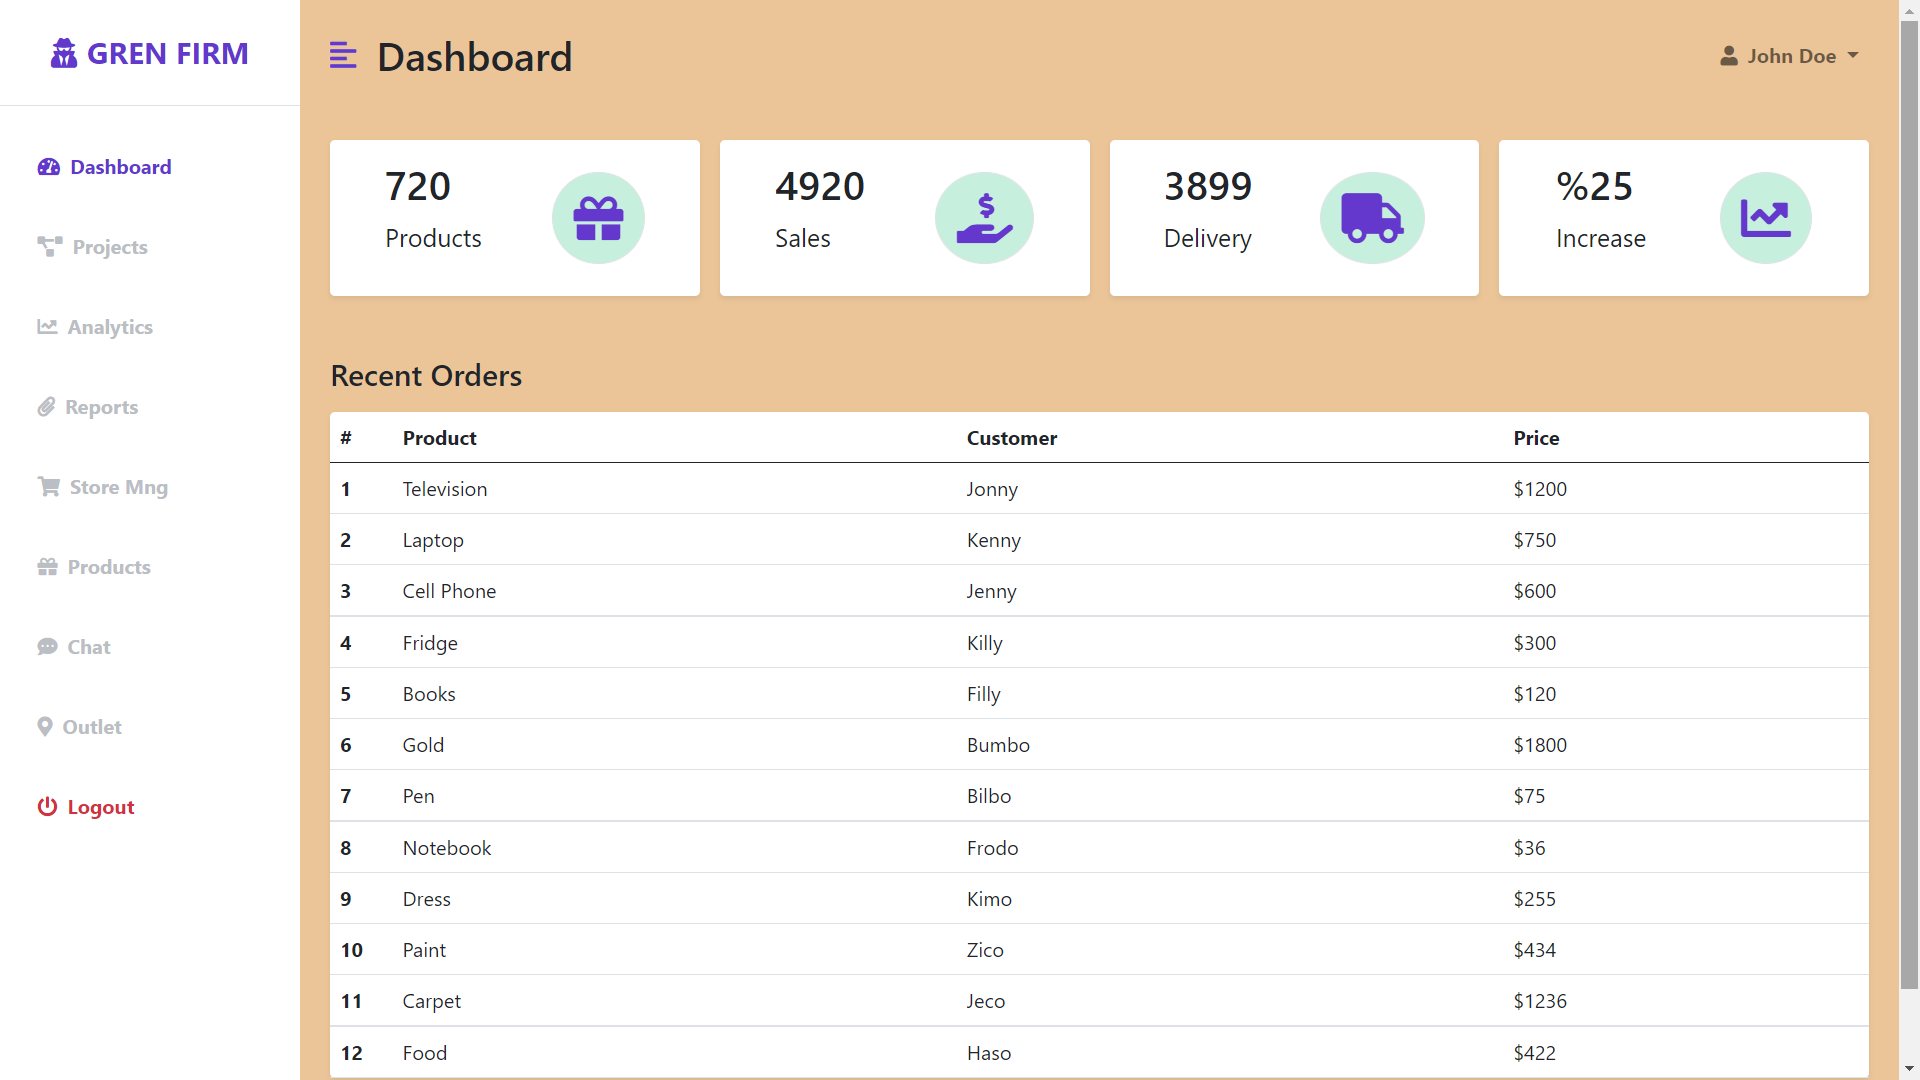 GREN FIRM
Dashboard
Projects
Analytics
Reports
Store Mng
Products
Chat
Outlet
Logout
Dashboard
John Doe
720
Products
4920
Sales
3899
Delivery
%25
Increase
Recent Orders
# Product Customer Price
1 Television Jonny $1200
2 Laptop Kenny $750
3 Cell Phone Jenny $600
4 Fridge Killy $300
5 Books Filly $120
6 Gold Bumbo $1800
7 Pen Bilbo $75
8 Notebook Frodo $36
9 Dress Kimo $255
10 Paint Zico $434
11 Carpet Jeco $1236
12 Food Haso $422